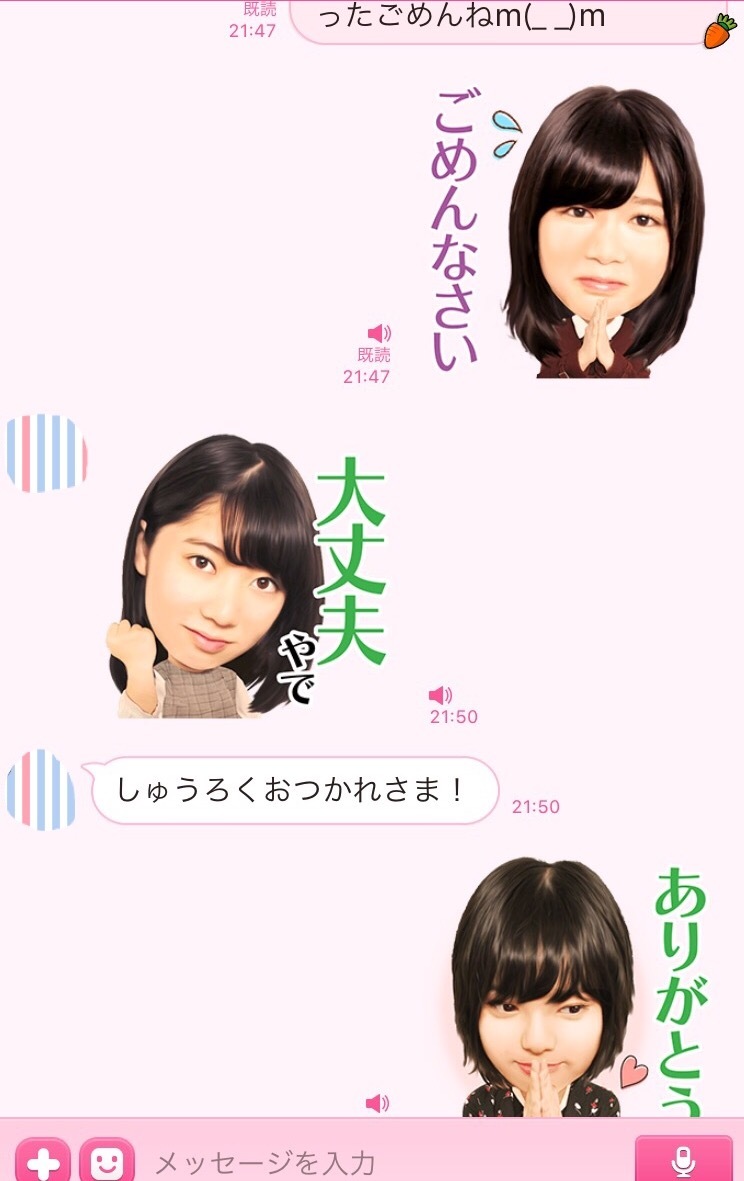 既読
21:47
ったごめんねm(_ _)m
ごめんなさい
既読
21:47
大丈夫
やで
21:50
しゅうろくおつかれさま！
21:50
ありがとう
メッセージを入力